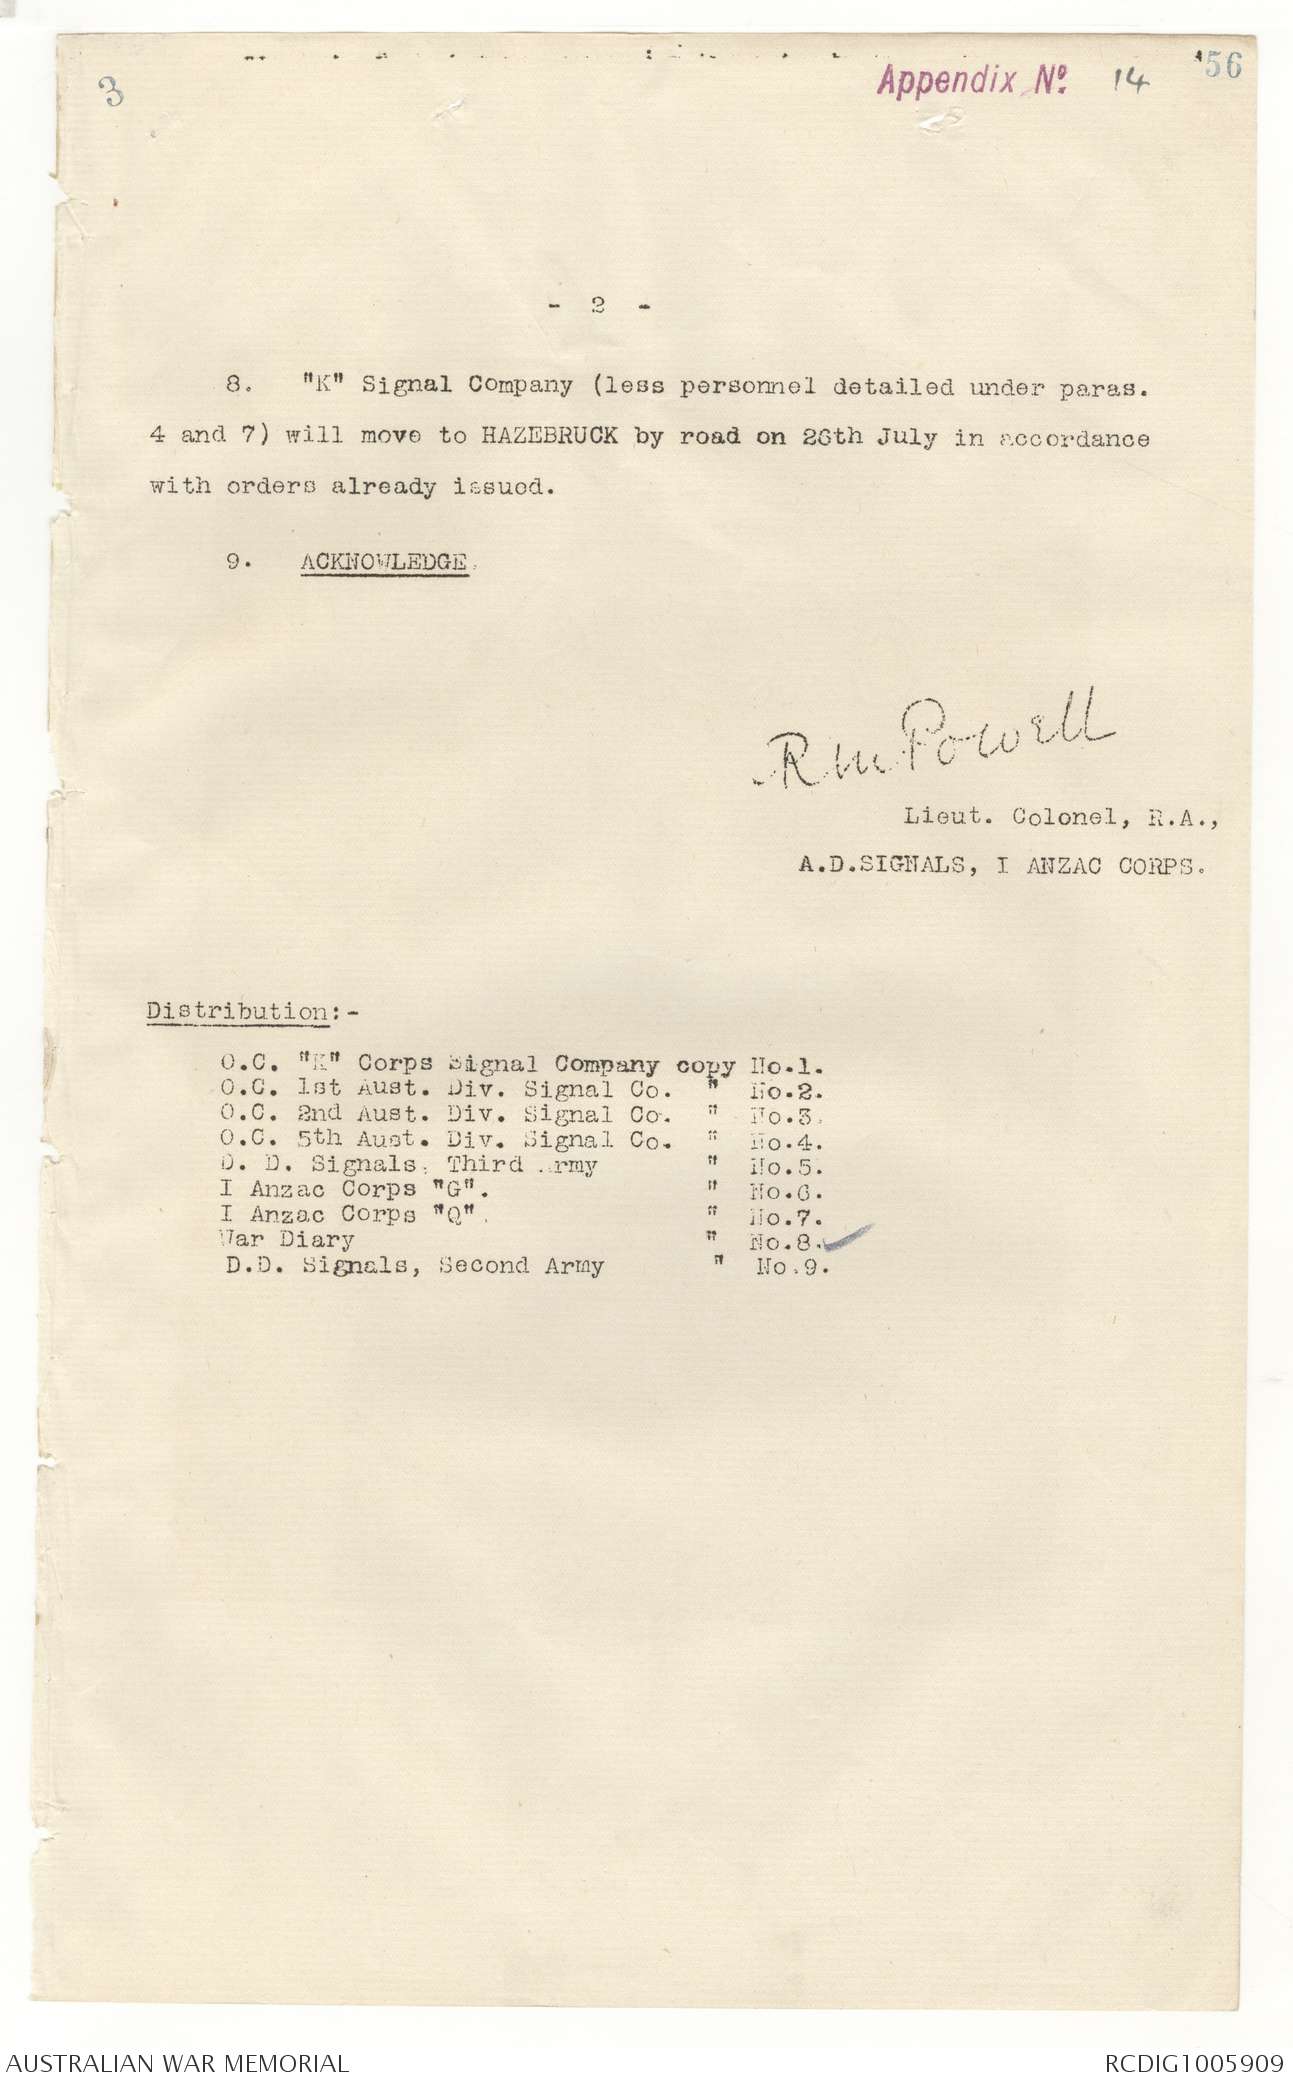 3
Appendix Nº 14
56
- 2 -
8. "K" Signal Company (less personnel detailed under paras.
4 and 7) will move to HAZEBRUCK by road on 26th July in accordance
with orders already issued.
9. ACKNOWLEDGE.
RM Powell
Lieut. Colonel, R.A.,
A.D.SIGNALS, I ANZAC CORPS.
Distribution:-
O.C. "K" Corps Signal Company copy No.1.
O.C. 1st Aust. Div. Signal Co. " No.2.
O.C. 2nd Aust. Div. Signal Co. " No.3.
O.C. 5th Aust. Div. Signal Co. " No.4.
D. D. Signals, Third Army " No.5.
I Anzac Corps "G". " No.6.
I Anzac Corps "Q". " No.7.
War Diary " No.8.
D.D. Signals, Second Army " No.9.
AUSTRALIAN WAR MEMORIAL
RCDIG1005909